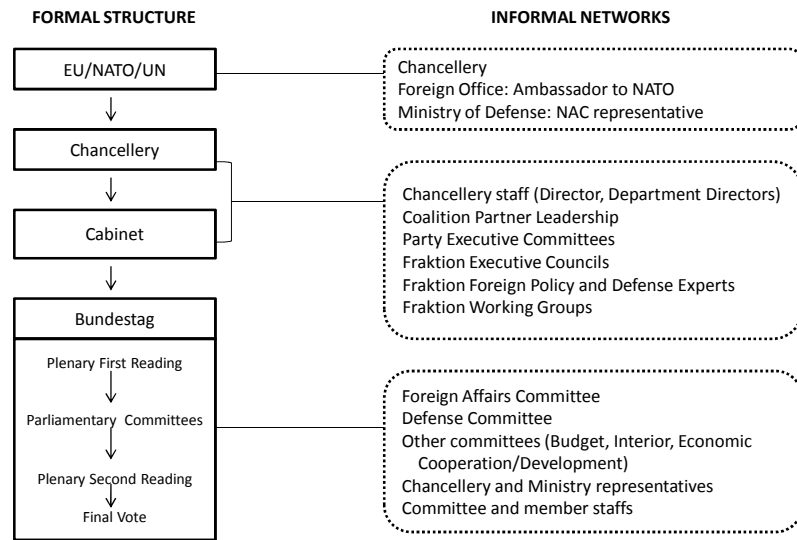 FORMAL STRUCTURE
INFORMAL NETWORKS
EU/NATO/UN
Chancellery
Foreign Office: Ambassador to NATO
Ministry of Defense: NAC representative
Chancellery
Cabinet
Chancellery staff (Director, Department Directors)
Coalition Partner Leadership
Party Executive Committees
Fraktion Executive Councils
Fraktion Foreign Policy and Defense Experts
Fraktion Working Groups
Bundestag
Plenary First Reading
Parliamentary Committees
Plenary Second Reading
Final Vote
Foreign Affairs Committee
Defense Committee
Other committees (Budget, Interior, Economic
Cooperation/Development)
Chancellery and Ministry representatives
Committee and member staffs